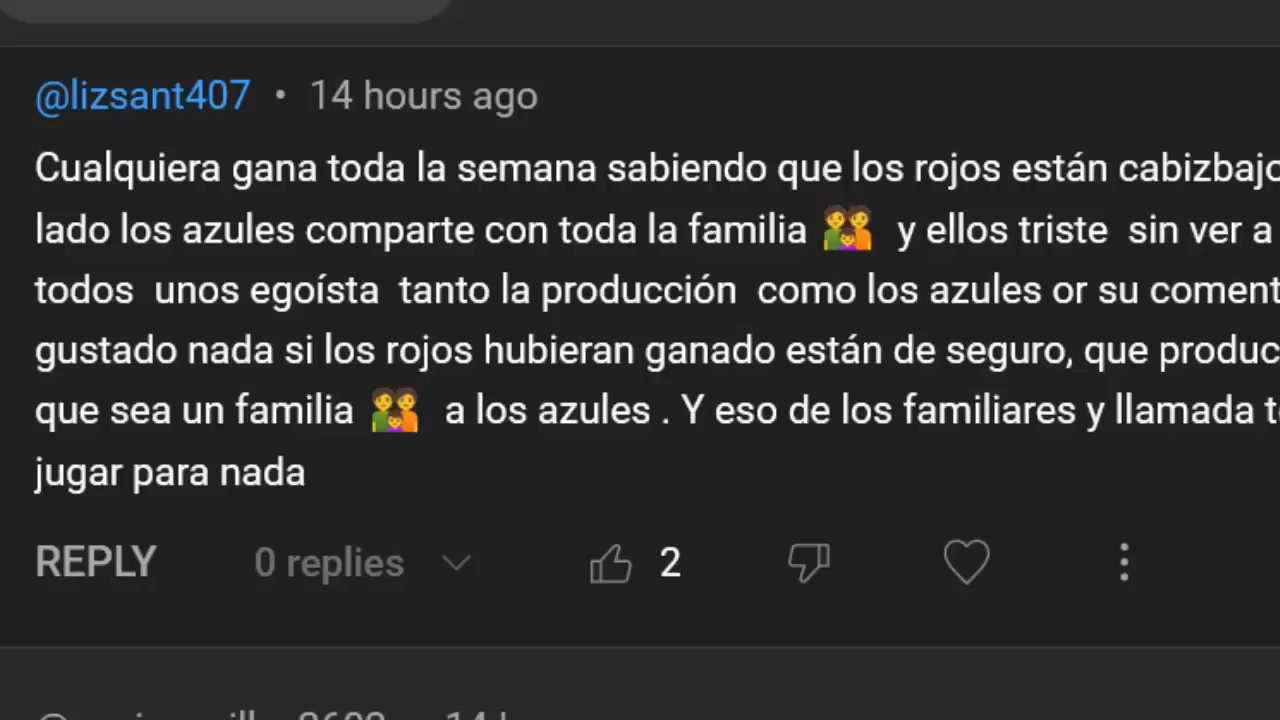 @lizsant407 • 14 hours ago
Cualquiera gana toda la semana sabiendo que los rojos están
lado los azules comparte con toda la familia 👨‍👩‍👦 y ellos triste sin ver a
todos unos egoísta tanto la producción como los azules or su
gustado nada si los rojos hubieran ganado están de seguro, que
que sea un familia 👨‍👩‍👦 a los azules . Y eso de los familiares y llamada
jugar para nada
REPLY 0 replies 2